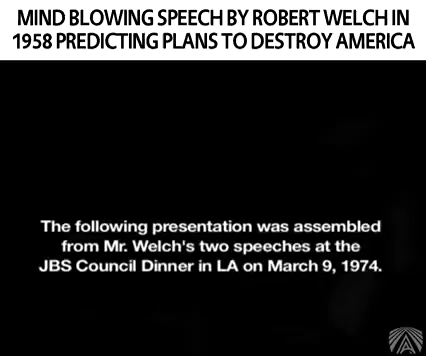 MIND BLOWING SPEECH BY ROBERT WELCH IN
1958 PREDICTING PLANS TO DESTROY AMERICA
The following presentation was assembled
from Mr. Welch's two speeches at the
JBS Council Dinner in LA on March 9, 1974.